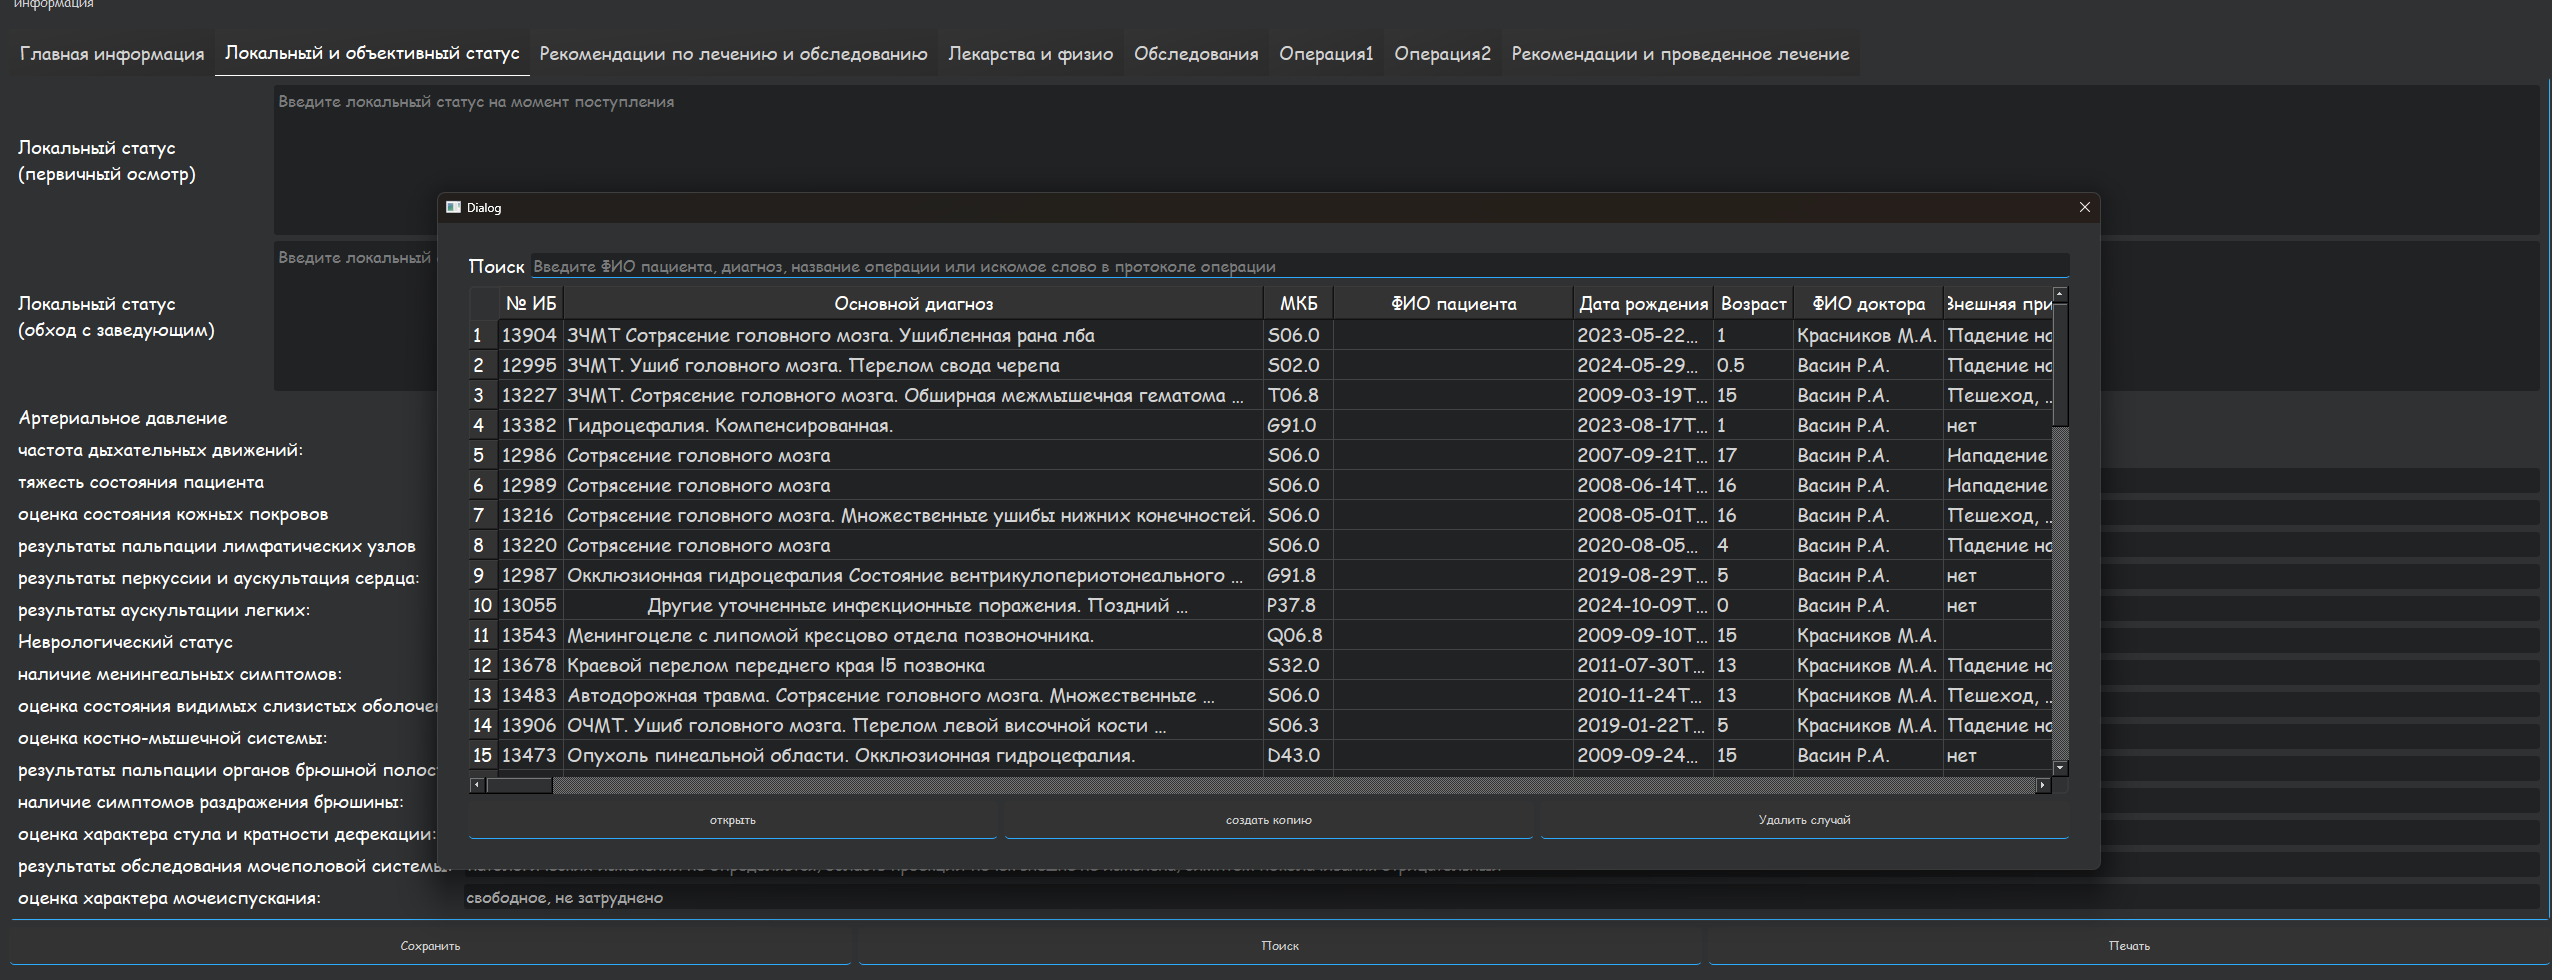 информация
Главная информация Локальный и объективный статус Рекомендации по лечению и обследованию Лекарства и физио Обследования Операция1 Операция2 Рекомендации и проведенное лечение
Введите локальный статус на момент поступления
Локальный статус
(первичный осмотр)
Введите локальный
Локальный статус
(обход с заведующим)
Артериальное давление
частота дыхательных движений:
тяжесть состояния пациента
оценка состояния кожных покровов
результаты пальпации лимфатических узлов
результаты перкуссии и аускультация сердца:
результаты аускультации легких:
Неврологический статус
наличие менингеальных симптомов:
оценка состояния видимых слизистых оболоче
оценка костно-мышечной системы:
результаты пальпации органов брюшной полос
наличие симптомов раздражения брюшины:
оценка характера стула и кратности дефекации:
результаты обследования мочеполовой системы:
оценка характера мочеиспускания: свободное, не затруднено
Dialog
Поиск Введите ФИО пациента, диагноз, название операции или искомое слово в протоколе операции
№ ИБ Основной диагноз МКБ ФИО пациента Дата рождения Возраст ФИО доктора Внешняя при
1 13904 ЗЧМТ Сотрясение головного мозга. Ушибленная рана лба S06.0 2023-05-22... 1 Красников М.А. Падение на
2 12995 ЗЧМТ. Ушиб головного мозга. Перелом свода черепа S02.0 2024-05-29... 0.5 Васин Р.А. Падение на
3 13227 ЗЧМТ. Сотрясение головного мозга. Обширная межмышечная гематома ... T06.8 2009-03-19T... 15 Васин Р.А. Пешеход, ...
4 13382 Гидроцефалия. Компенсированная. G91.0 2023-08-17T... 1 Васин Р.А. нет
5 12986 Сотрясение головного мозга S06.0 2007-09-21T... 17 Васин Р.А. Нападение
6 12989 Сотрясение головного мозга S06.0 2008-06-14T... 16 Васин Р.А. Нападение
7 13216 Сотрясение головного мозга. Множественные ушибы нижних конечностей. S06.0 2008-05-01T... 16 Васин Р.А. Пешеход, ...
8 13220 Сотрясение головного мозга S06.0 2020-08-05... 4 Васин Р.А. Падение на
9 12987 Окклюзионная гидроцефалия Состояние вентрикулопериотонеального ... G91.8 2019-08-29T... 5 Васин Р.А. нет
10 13055 Другие уточненные инфекционные поражения. Поздний ... P37.8 2024-10-09T... 0 Васин Р.А. нет
11 13543 Менингоцеле с липомой кресцово отдела позвоночника. Q06.8 2009-09-10T... 15 Красников М.А.
12 13678 Краевой перелом переднего края l5 позвонка S32.0 2011-07-30T... 13 Красников М.А. Падение на
13 13483 Автодорожная травма. Сотрясение головного мозга. Множественные ... S06.0 2010-11-24T... 13 Красников М.А. Пешеход, ...
14 13906 ОЧМТ. Ушиб головного мозга. Перелом левой височной кости ... S06.3 2019-01-22T... 5 Красников М.А. Падение на
15 13473 Опухоль пинеальной области. Окклюзионная гидроцефалия. D43.0 2009-09-24... 15 Васин Р.А. нет
открыть создать копию Удалить случай
Сохранить Поиск Печать